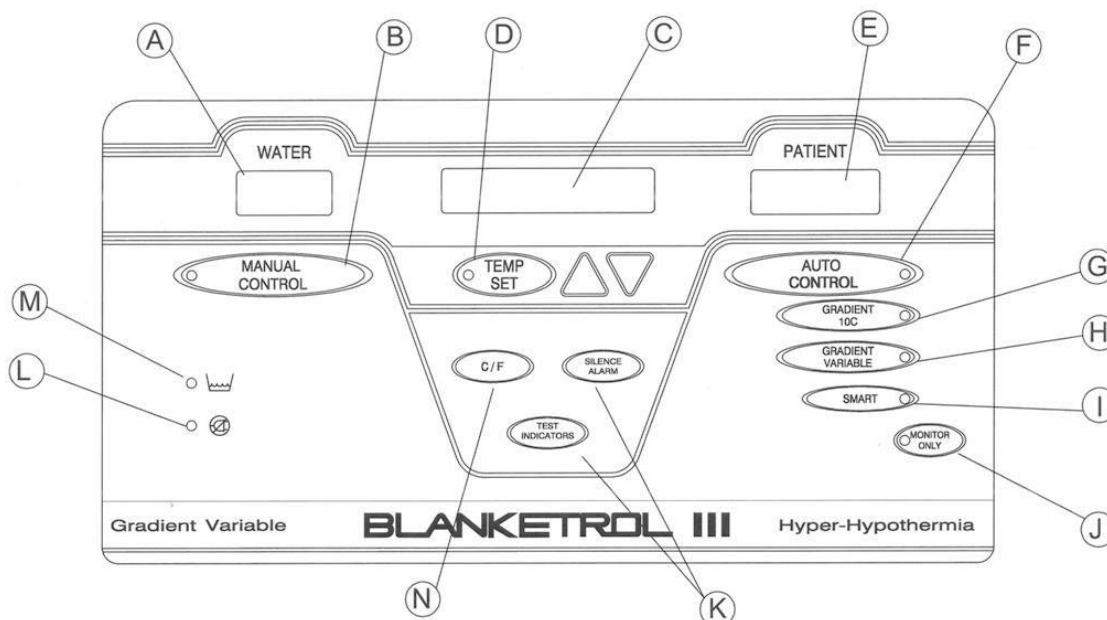 A
B
D
C
E
F
WATER
PATIENT
MANUAL
CONTROL
TEMP
SET
AUTO
CONTROL
G
GRADIENT
10C
M
H
GRADIENT
VARIABLE
L
C / F
SILENCE
ALARM
SMART
I
TEST
INDICATORS
MONITOR
ONLY
Gradient Variable
BLANKETROL III
Hyper-Hypothermia
J
N
K